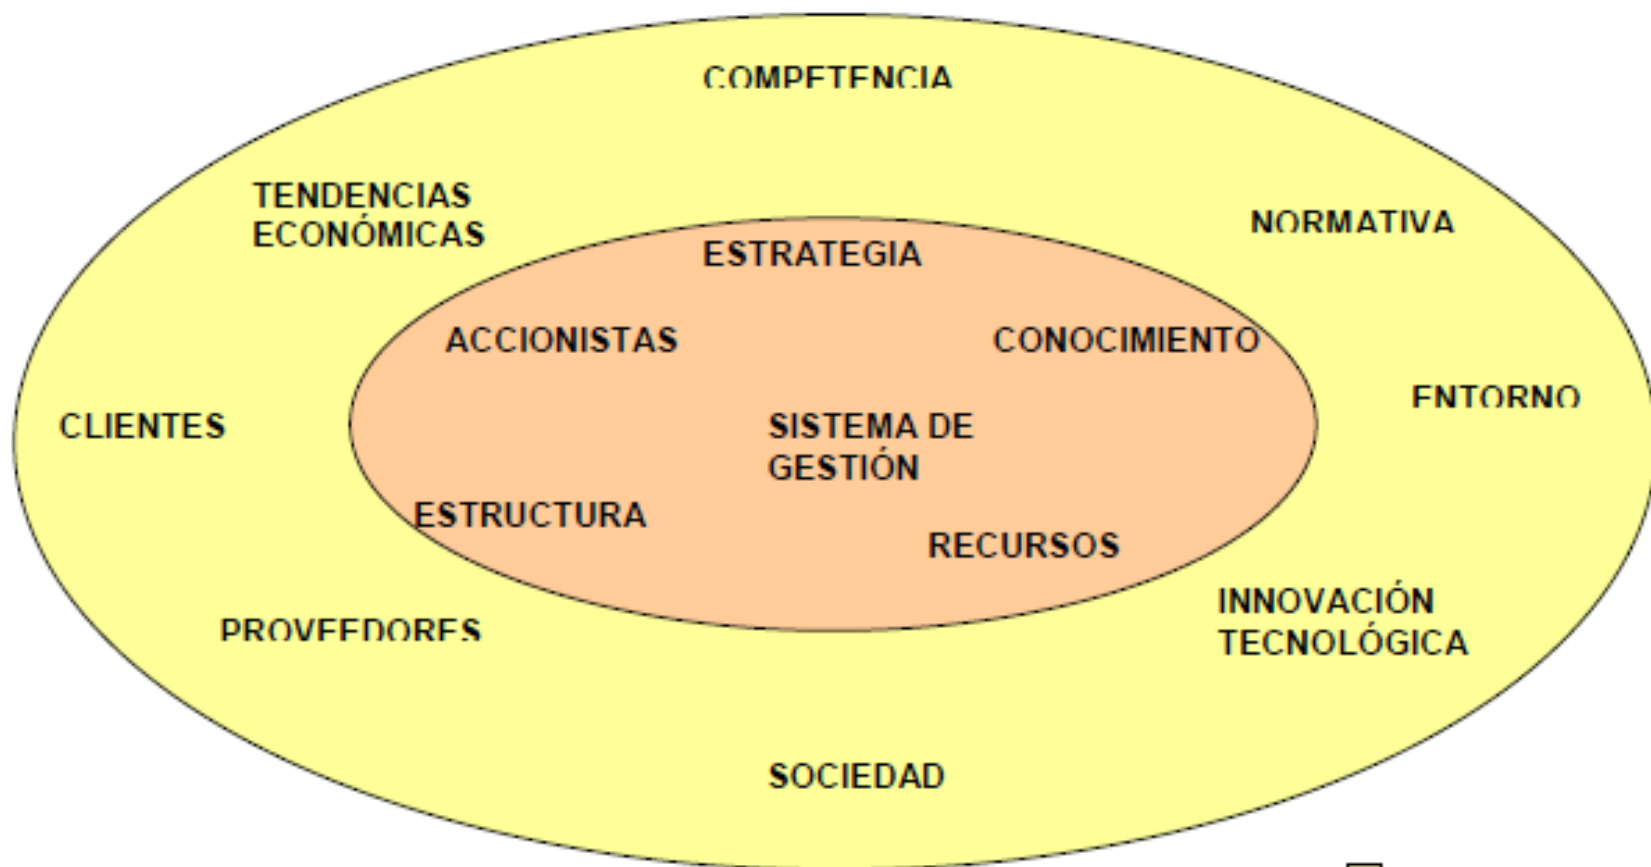 COMPETENCIA
TENDENCIAS
ECONÓMICAS
NORMATIVA
ESTRATEGIA
ACCIONISTAS
CONOCIMIENTO
ENTORNO
CLIENTES
SISTEMA DE
GESTIÓN
ESTRUCTURA
RECURSOS
INNOVACIÓN
TECNOLÓGICA
PROVEEDORES
SOCIEDAD